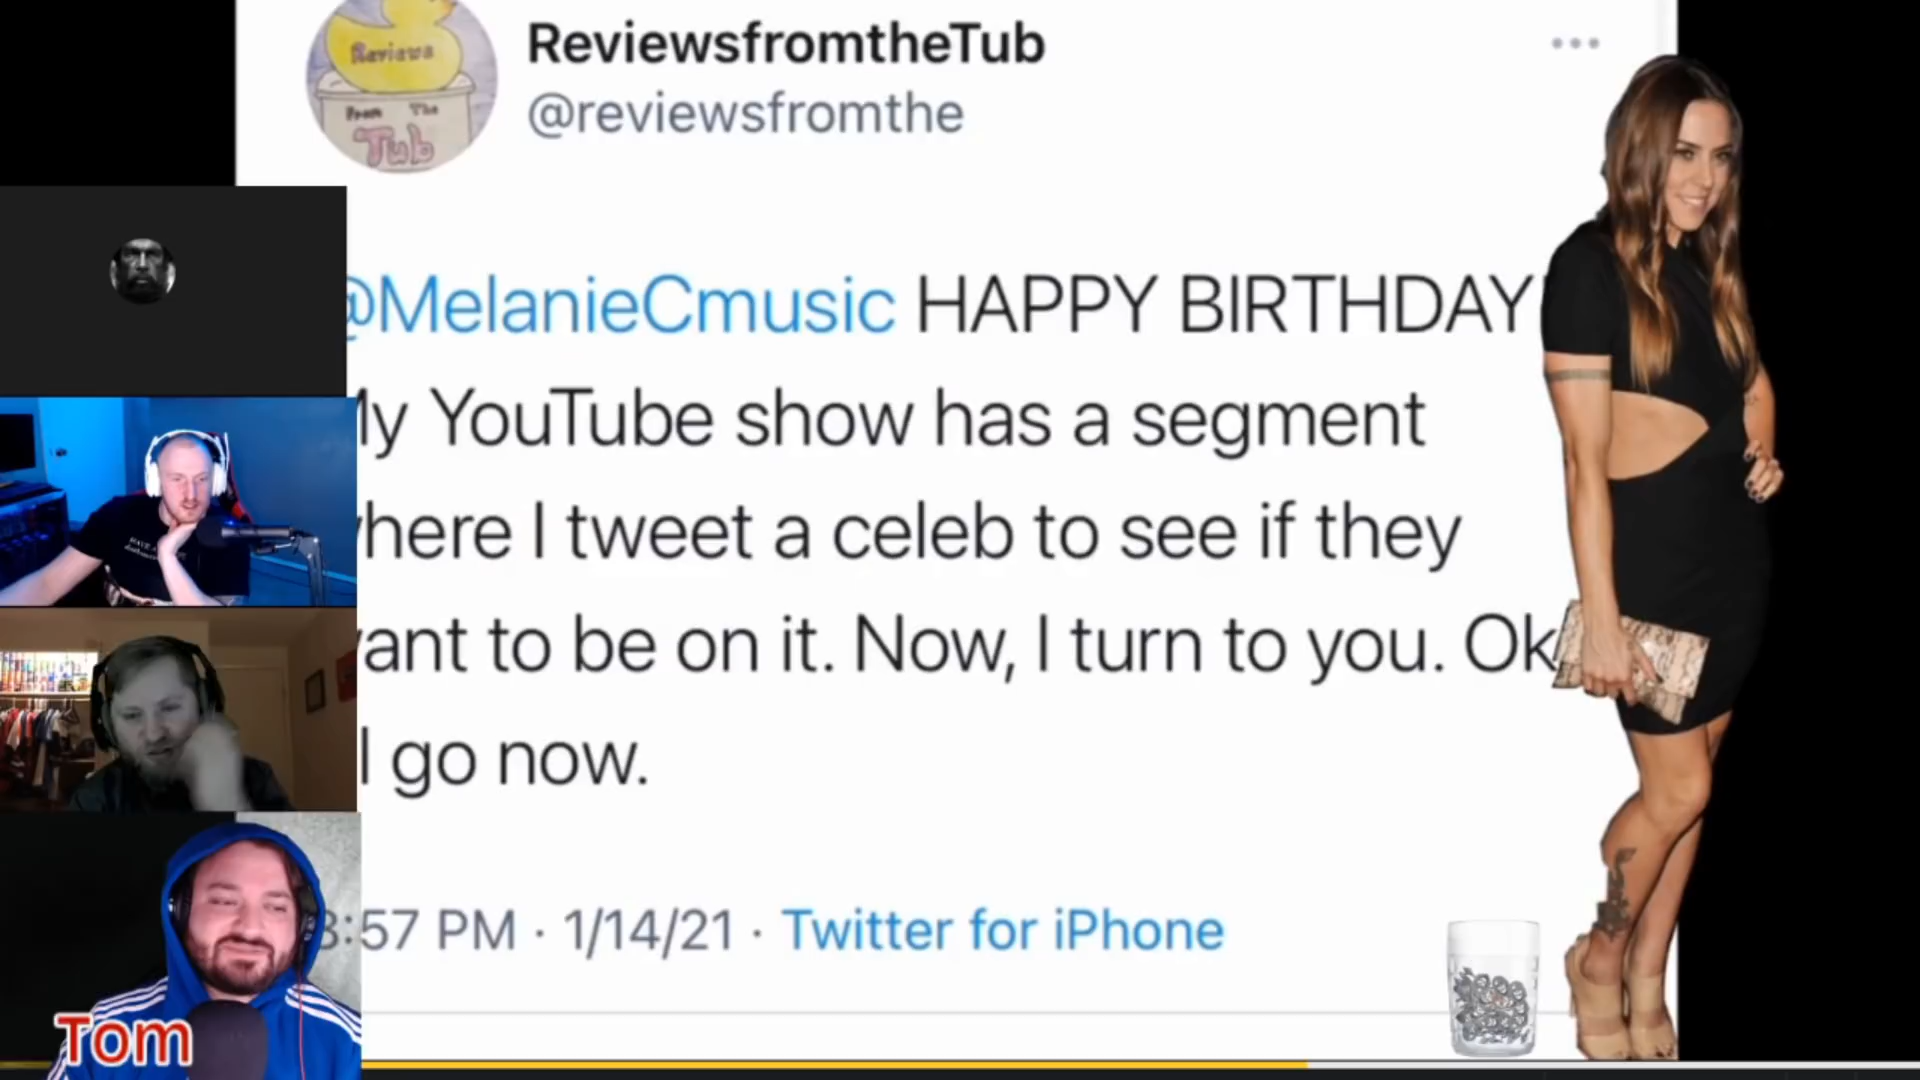 Reviews
From The
Tub
ReviewsfromtheTub
@reviewsfromthe
@MelanieCmusic HAPPY BIRTHDAY
y YouTube show has a segment
here I tweet a celeb to see if they
ant to be on it. Now, I turn to you. Ok
I go now.
:57 PM · 1/14/21 · Twitter for iPhone
Tom